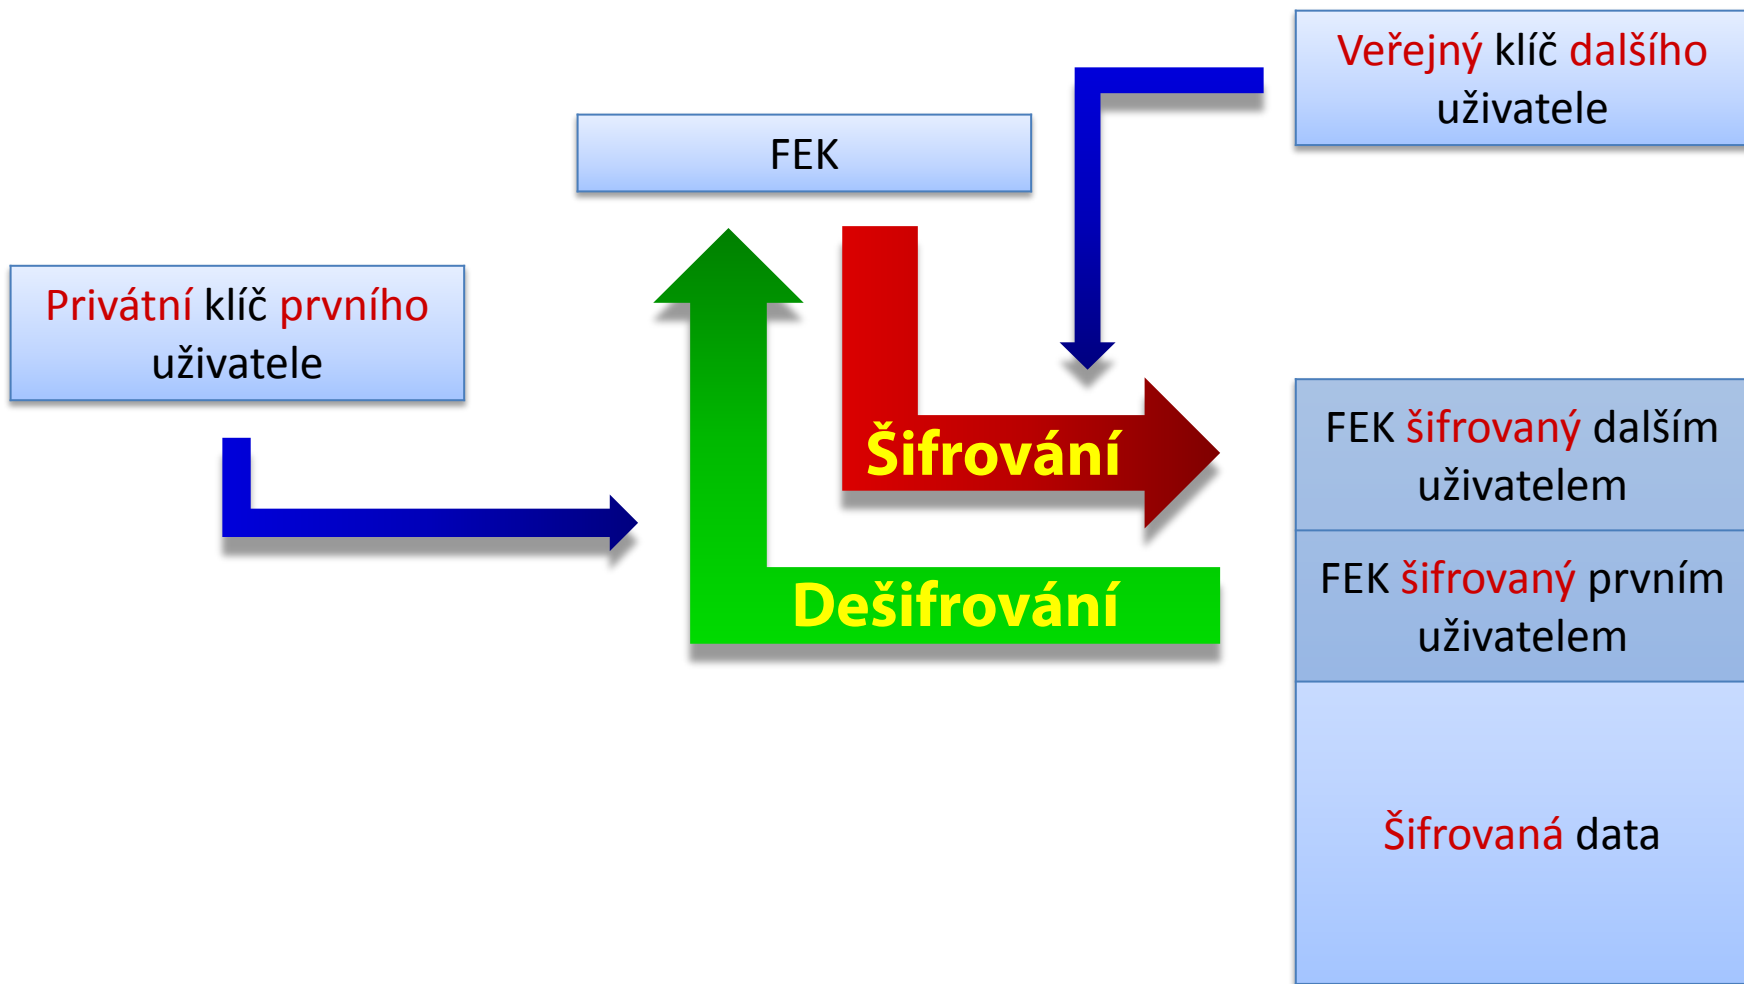 Veřejný klíč dalšího
uživatele
FEK
Privátní klíč prvního
uživatele
Šifrování
FEK šifrovaný dalším
uživatelem
Dešifrování
FEK šifrovaný prvním
uživatelem
Šifrovaná data